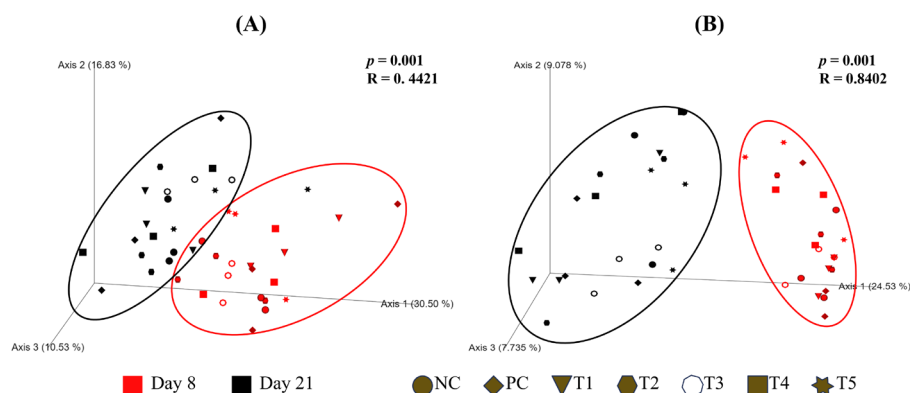 (A)
(B)
Axis 2 (16.83 %)
p = 0.001
R = 0. 4421
Axis 2 (9.078 %)
p = 0.001
R = 0.8402
Axis 1 (30.50 %)
Axis 1 (24.53 %)
Axis 3 (10.53 %)
Axis 3 (7.735 %)
Day 8 Day 21 NC PC T1 T2 T3 T4 T5